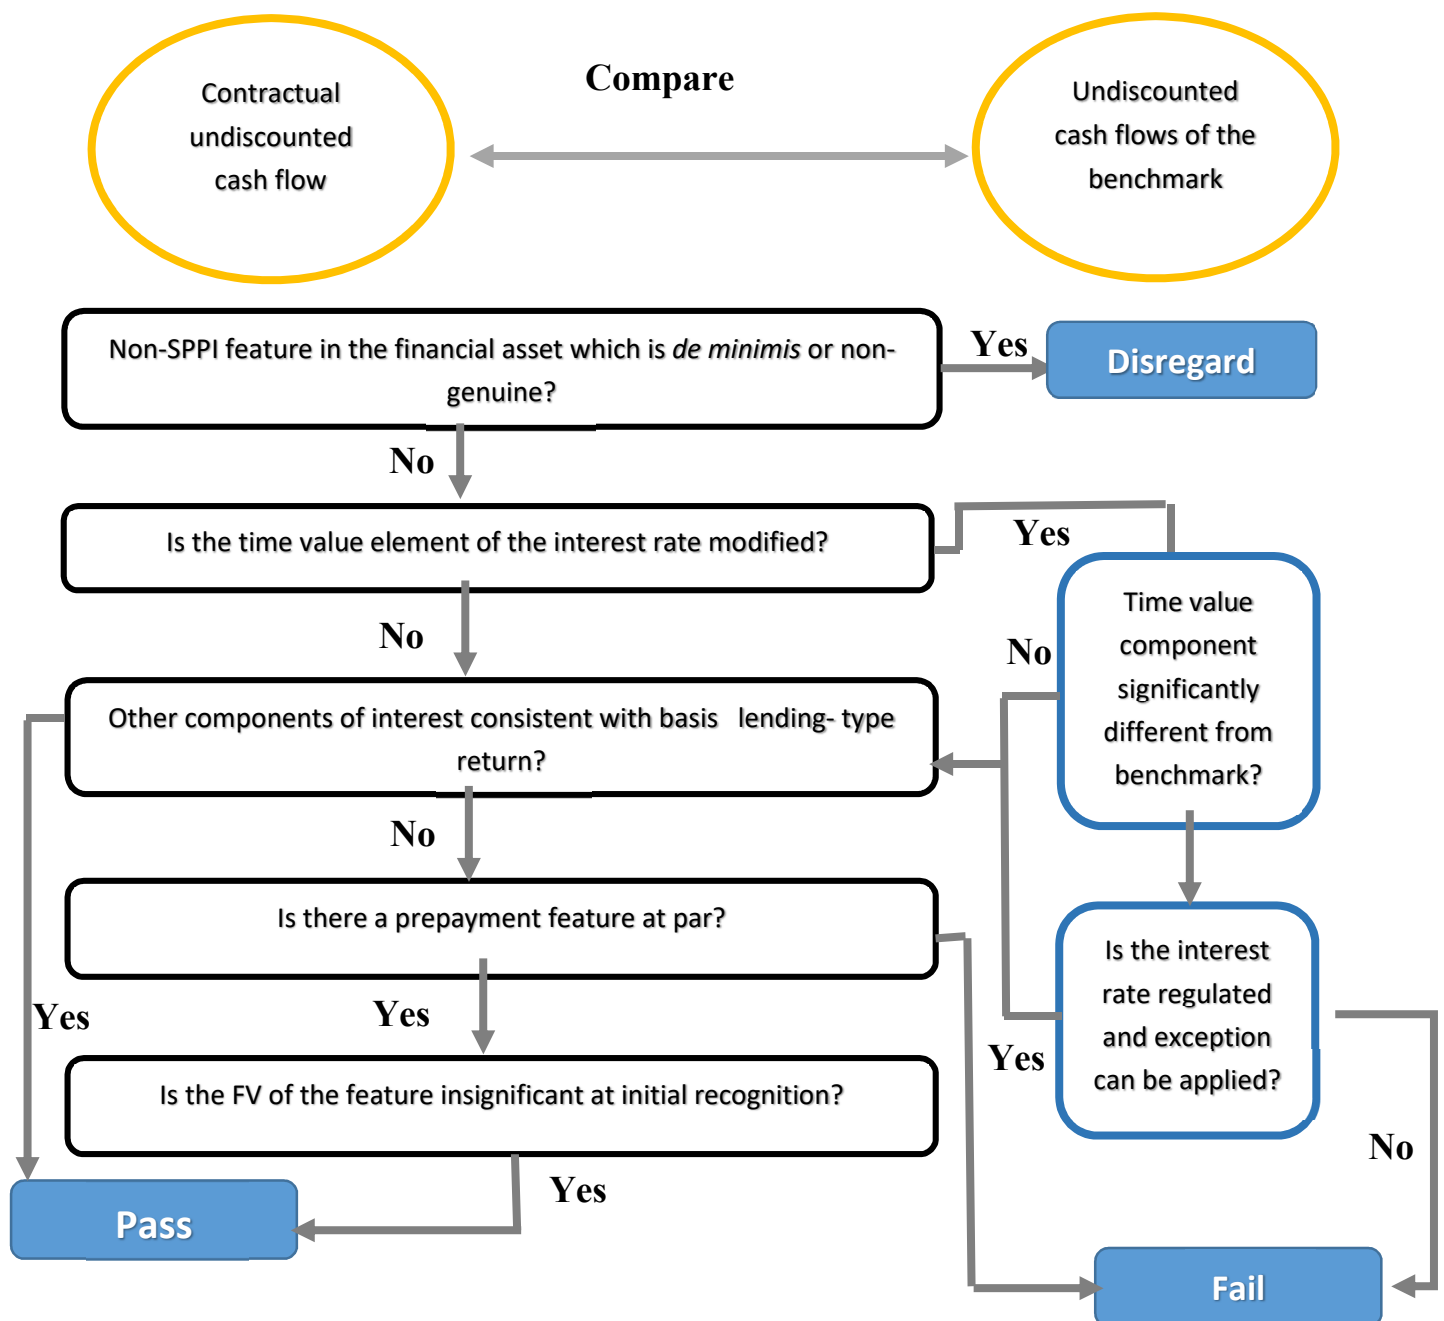 Contractual
undiscounted
cash flow
Compare
Undiscounted
cash flows of the
benchmark
Non-SPPI feature in the financial asset which is de minimis or non-
genuine?
Yes
Disregard
No
Is the time value element of the interest rate modified?
Yes
Time value
component
significantly
different from
benchmark?
No
No
Other components of interest consistent with basis lending- type
return?
No
Is there a prepayment feature at par?
Is the interest
rate regulated
and exception
can be applied?
Yes
Yes
Yes
Is the FV of the feature insignificant at initial recognition?
No
Yes
Pass
Fail